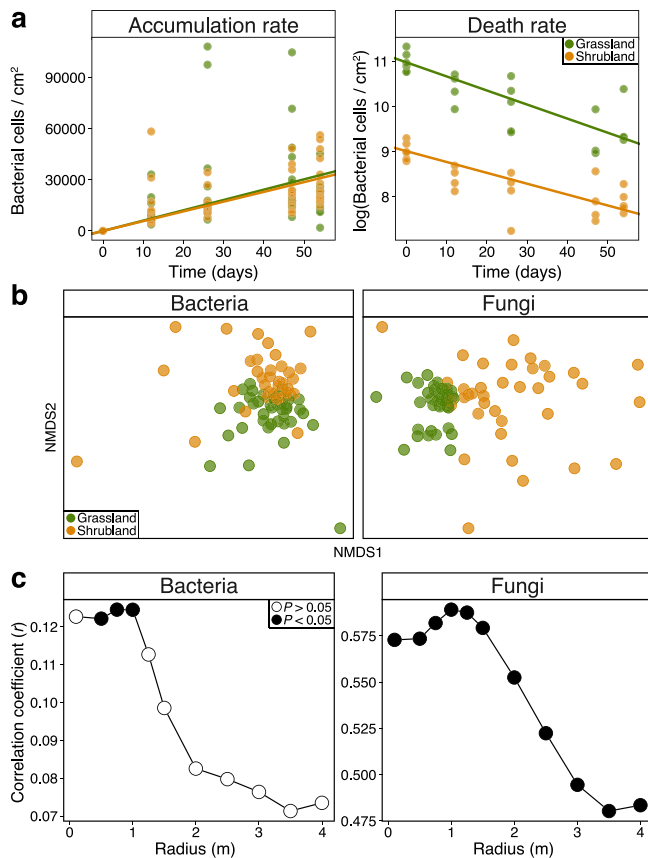 a
Accumulation rate
Death rate
Bacterial cells / cm²
90000
60000
30000
0
0 10 20 30 40 50
Time (days)
log(Bacterial cells / cm²)
11
10
9
8
0 10 20 30 40 50
Time (days)
Grassland
Shrubland
b
Bacteria
Fungi
NMDS2
Grassland
Shrubland
NMDS1
c
Bacteria
Fungi
Correlation coefficient (r)
0.12
0.11
0.10
0.09
0.08
0.07
0 1 2 3 4
Radius (m)
P > 0.05
P < 0.05
0.575
0.550
0.525
0.500
0.475
0 1 2 3 4
Radius (m)